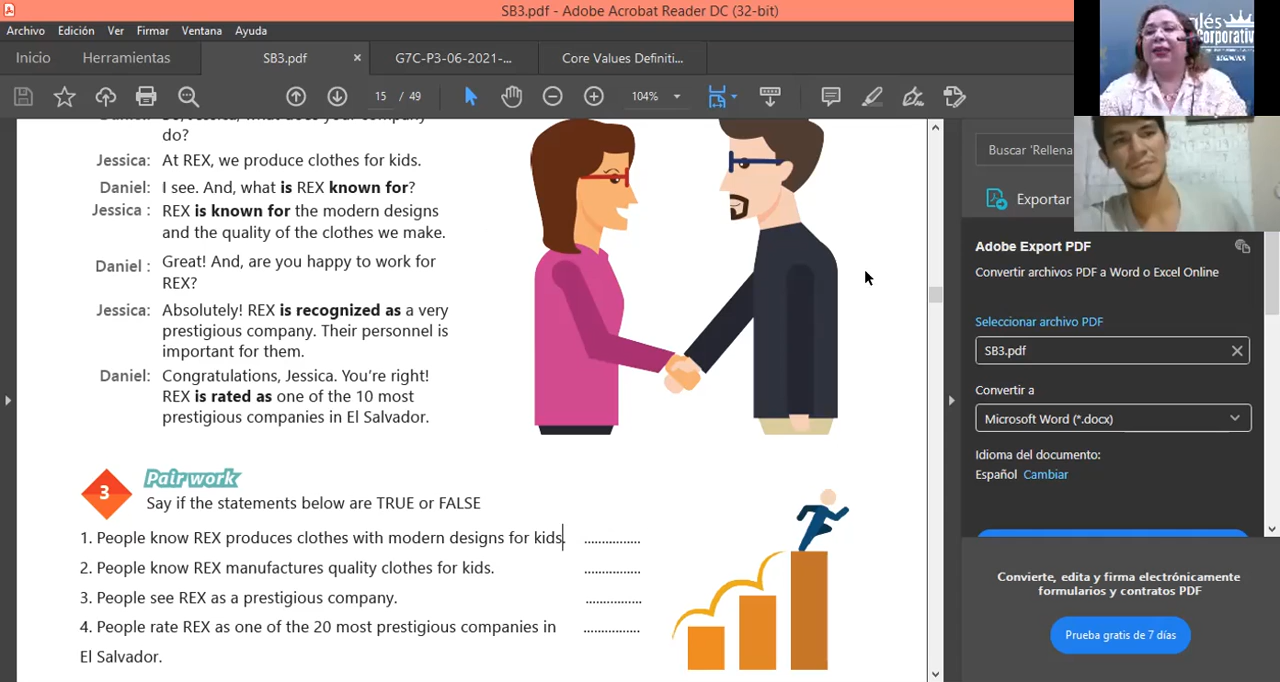 SB3.pdf - Adobe Acrobat Reader DC (32-bit)
Archivo Edición Ver Firmar Ventana Ayuda
Inicio Herramientas SB3.pdf × G7C-P3-06-2021-... Core Values Definiti...
15 / 49 104%
do?
Jessica: At REX, we produce clothes for kids.
Daniel: I see. And, what is REX known for?
Jessica : REX is known for the modern designs
and the quality of the clothes we make.
Daniel : Great! And, are you happy to work for
REX?
Jessica: Absolutely! REX is recognized as a very
prestigious company. Their personnel is
important for them.
Daniel: Congratulations, Jessica. You're right!
REX is rated as one of the 10 most
prestigious companies in El Salvador.
3 Pair work
Say if the statements below are TRUE or FALSE
1. People know REX produces clothes with modern designs for kids. ................
2. People know REX manufactures quality clothes for kids. ................
3. People see REX as a prestigious company. ................
4. People rate REX as one of the 20 most prestigious companies in ................
El Salvador.
Buscar 'Rellena
Exportar
Adobe Export PDF
Convertir archivos PDF a Word o Excel Online
Seleccionar archivo PDF
SB3.pdf ×
Convertir a
Microsoft Word (*.docx)
Idioma del documento:
Español Cambiar
Convierte, edita y firma electrónicamente
formularios y contratos PDF
Prueba gratis de 7 días